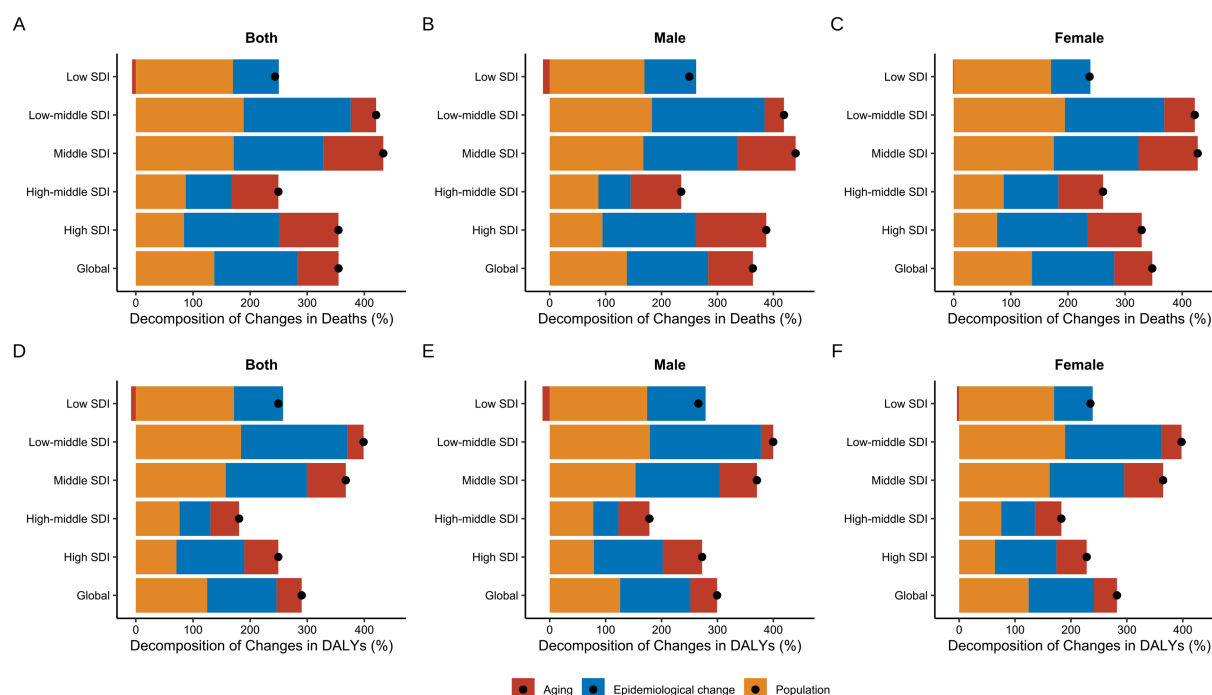 A
Both
Low SDI
Low-middle SDI
Middle SDI
High-middle SDI
High SDI
Global
0 100 200 300 400
Decomposition of Changes in Deaths (%)
B
Male
Low SDI
Low-middle SDI
Middle SDI
High-middle SDI
High SDI
Global
0 100 200 300 400
Decomposition of Changes in Deaths (%)
C
Female
Low SDI
Low-middle SDI
Middle SDI
High-middle SDI
High SDI
Global
0 100 200 300 400
Decomposition of Changes in Deaths (%)
D
Both
Low SDI
Low-middle SDI
Middle SDI
High-middle SDI
High SDI
Global
0 100 200 300 400
Decomposition of Changes in DALYs (%)
E
Male
Low SDI
Low-middle SDI
Middle SDI
High-middle SDI
High SDI
Global
0 100 200 300 400
Decomposition of Changes in DALYs (%)
F
Female
Low SDI
Low-middle SDI
Middle SDI
High-middle SDI
High SDI
Global
0 100 200 300 400
Decomposition of Changes in DALYs (%)
Aging Epidemiological change Population